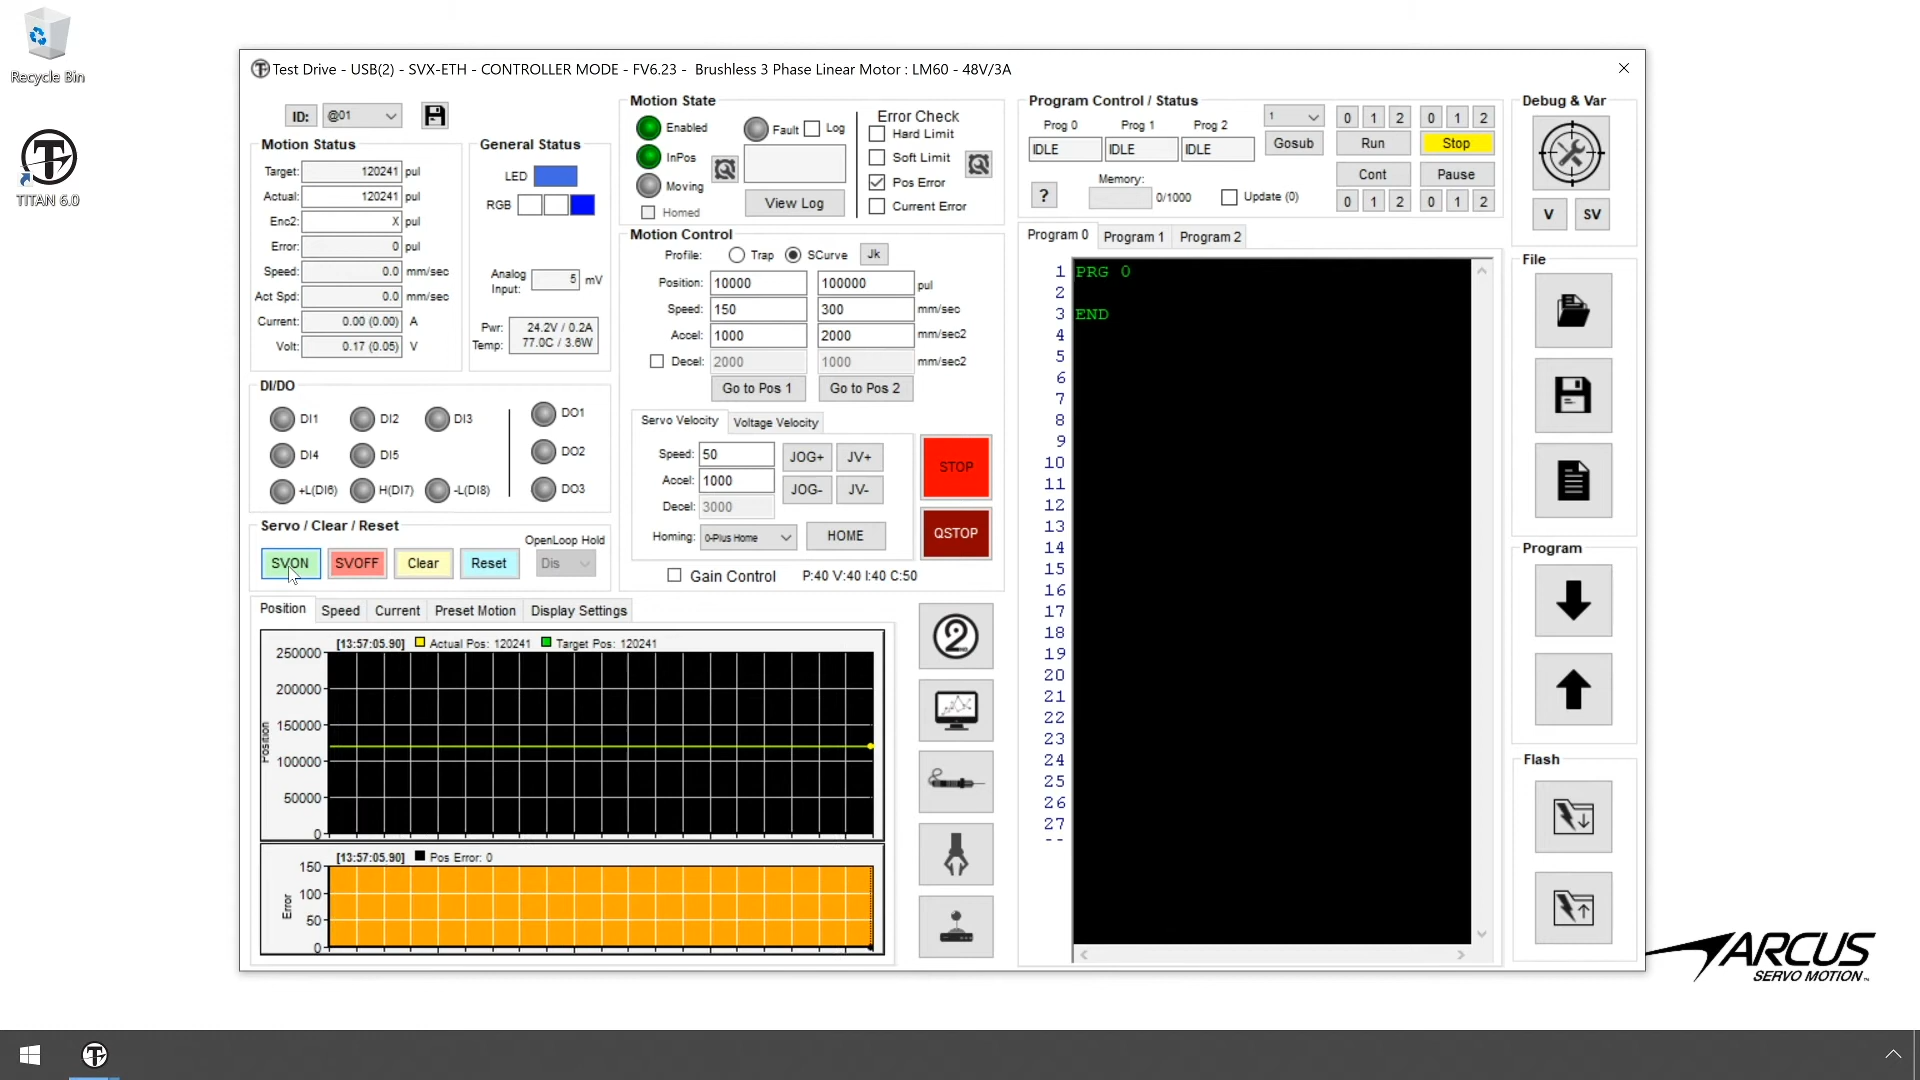 Recycle Bin
TITAN 6.0
Test Drive - USB(2) - SVX-ETH - CONTROLLER MODE - FV6.23 - Brushless 3 Phase Linear Motor : LM60 - 48V/3A
ID: @01
Motion Status
Target: 120241 pul
Actual: 120241 pul
Enc2: X pul
Error: 0 pul
Speed: 0.0 mm/sec
Act Spd: 0.0 mm/sec
Current: 0.00 (0.00) A
Volt: 0.17 (0.05) V
General Status
LED
RGB
Analog Input: 5 mV
Pwr: 24.2V / 0.2A
Temp: 77.0C / 3.6W
DI/DO
DI1 DI2 DI3 DO1
DI4 DI5 DO2
+L(DI6) H(DI7) -L(DI8) DO3
Servo / Clear / Reset
OpenLoop Hold
SVON SVOFF Clear Reset Dis
Motion State
Enabled Fault Log
InPos
Moving
Homed View Log
Error Check
Hard Limit
Soft Limit
Pos Error
Current Error
Motion Control
Profile: Trap SCurve Jk
Position: 10000 100000 pul
Speed: 150 300 mm/sec
Accel: 1000 2000 mm/sec2
Decel: 2000 1000 mm/sec2
Go to Pos 1 Go to Pos 2
Servo Velocity Voltage Velocity
Speed: 50 JOG+ JV+
Accel: 1000 JOG- JV-
Decel: 3000
Homing: 0-Plus Home HOME
STOP
QSTOP
Gain Control P:40 V:40 I:40 C:50
Position Speed Current Preset Motion Display Settings
[13:57:05.90] Actual Pos: 120241 Target Pos: 120241
Position
250000
200000
150000
100000
50000
0
[13:57:05.90] Pos Error: 0
Error
150
100
50
0
2
Program Control / Status
Prog 0 Prog 1 Prog 2
IDLE IDLE IDLE
1
Gosub
0 1 2 0 1 2
Run Stop
Cont Pause
0 1 2 0 1 2
?
Memory:
0/1000
Update (0)
Program 0 Program 1 Program 2
1 PRG 0
2
3 END
4
5
6
7
8
9
10
11
12
13
14
15
16
17
18
19
20
21
22
23
24
25
26
27
--
Debug & Var
V SV
File
Program
Flash
ARCUS
SERVO MOTION™